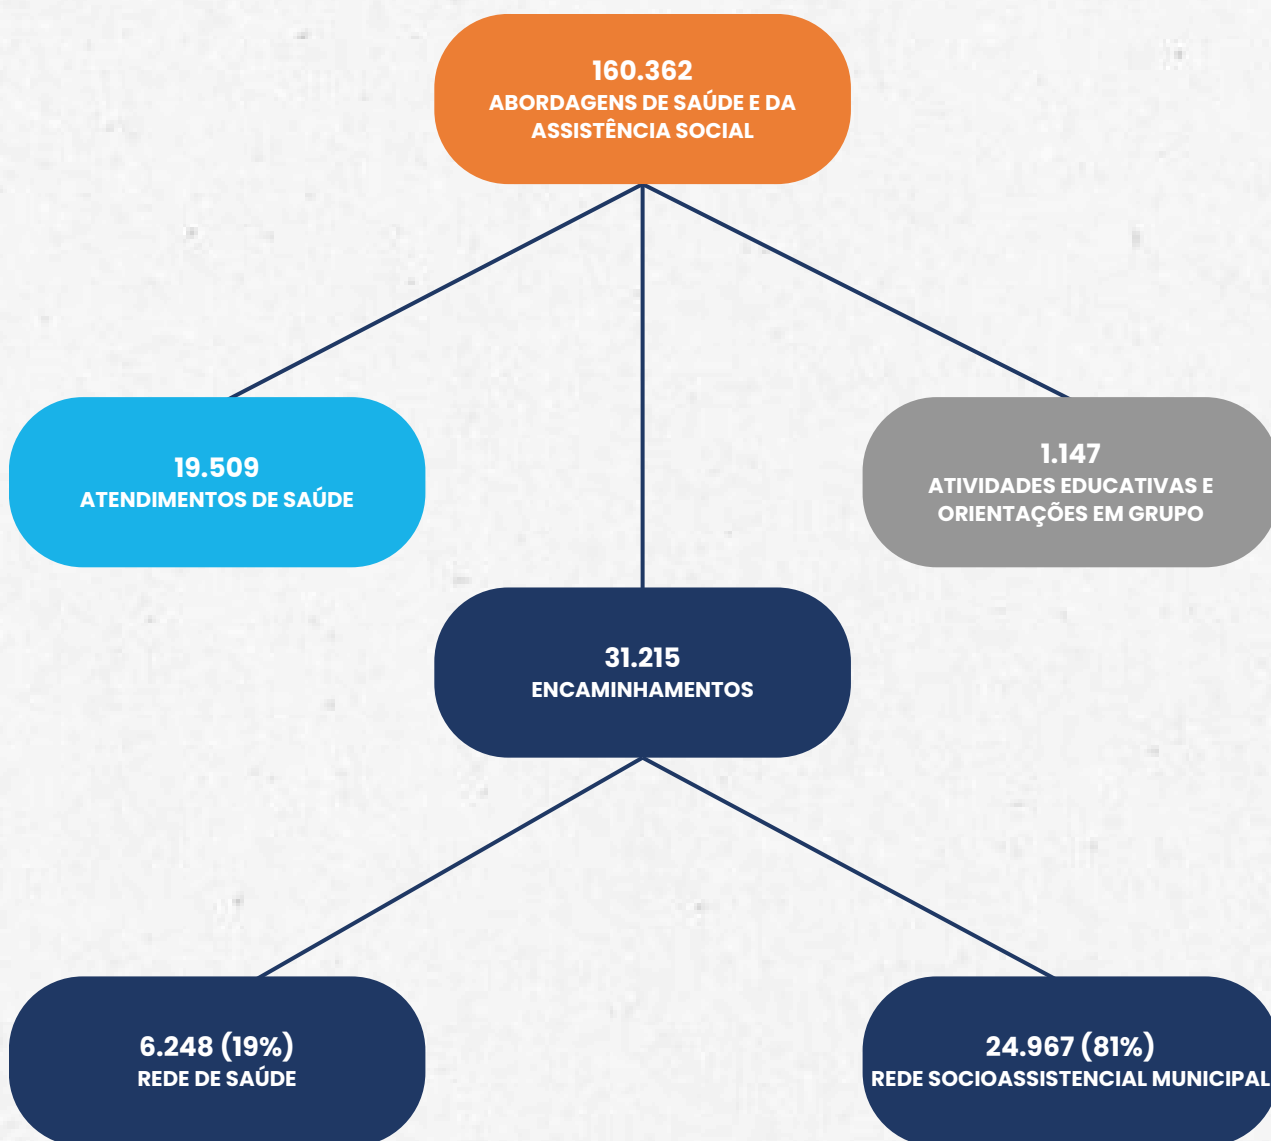 160.362
ABORDAGENS DE SAÚDE E DA
ASSISTÊNCIA SOCIAL
19.509
ATENDIMENTOS DE SAÚDE
1.147
ATIVIDADES EDUCATIVAS E
ORIENTAÇÕES EM GRUPO
31.215
ENCAMINHAMENTOS
6.248 (19%)
REDE DE SAÚDE
24.967 (81%)
REDE SOCIOASSISTENCIAL MUNICIPAL